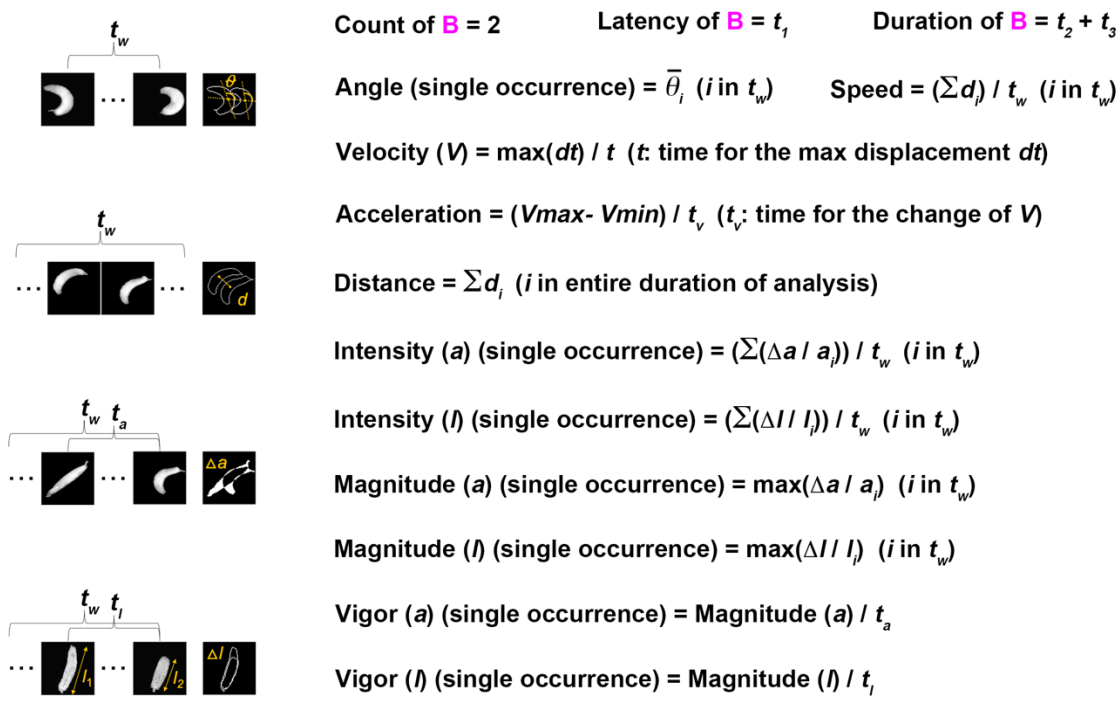 t_w
Count of B = 2 Latency of B = t_1 Duration of B = t_2 + t_3
... θ
Angle (single occurrence) = θ̅_i (i in t_w) Speed = (Σd_i) / t_w (i in t_w)
Velocity (V) = max(dt) / t (t: time for the max displacement dt)
t_w
Acceleration = (Vmax- Vmin) / t_v (t_v: time for the change of V)
... ... d
Distance = Σd_i (i in entire duration of analysis)
Intensity (a) (single occurrence) = (Σ(Δa / a_i)) / t_w (i in t_w)
t_w t_a
Intensity (l) (single occurrence) = (Σ(Δl / l_i)) / t_w (i in t_w)
... ... Δa
Magnitude (a) (single occurrence) = max(Δa / a_i) (i in t_w)
Magnitude (l) (single occurrence) = max(Δl / l_i) (i in t_w)
t_w t_l
Vigor (a) (single occurrence) = Magnitude (a) / t_a
... l_1 ... l_2 Δl
Vigor (l) (single occurrence) = Magnitude (l) / t_l